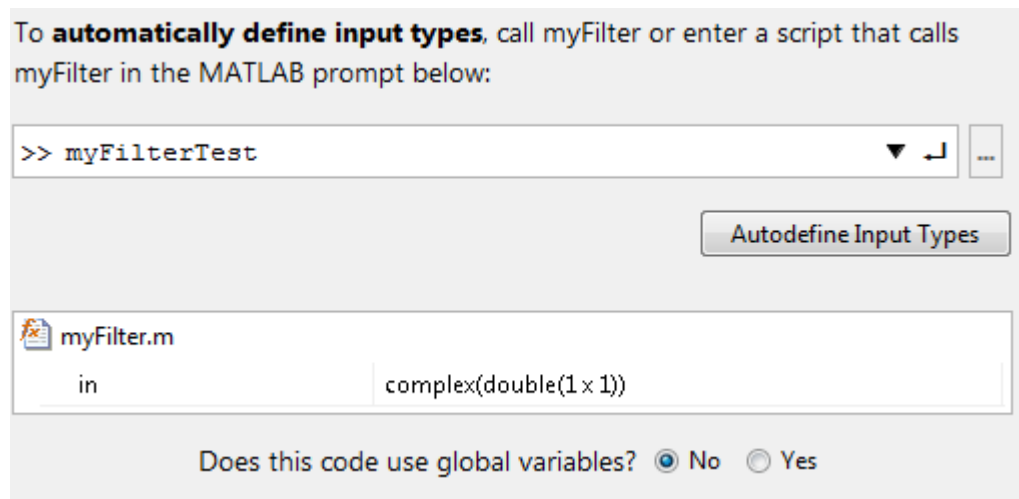 To automatically define input types, call myFilter or enter a script that calls
myFilter in the MATLAB prompt below:
>> myFilterTest
...
Autodefine Input Types
myFilter.m
in complex(double(1 x 1))
Does this code use global variables? No Yes